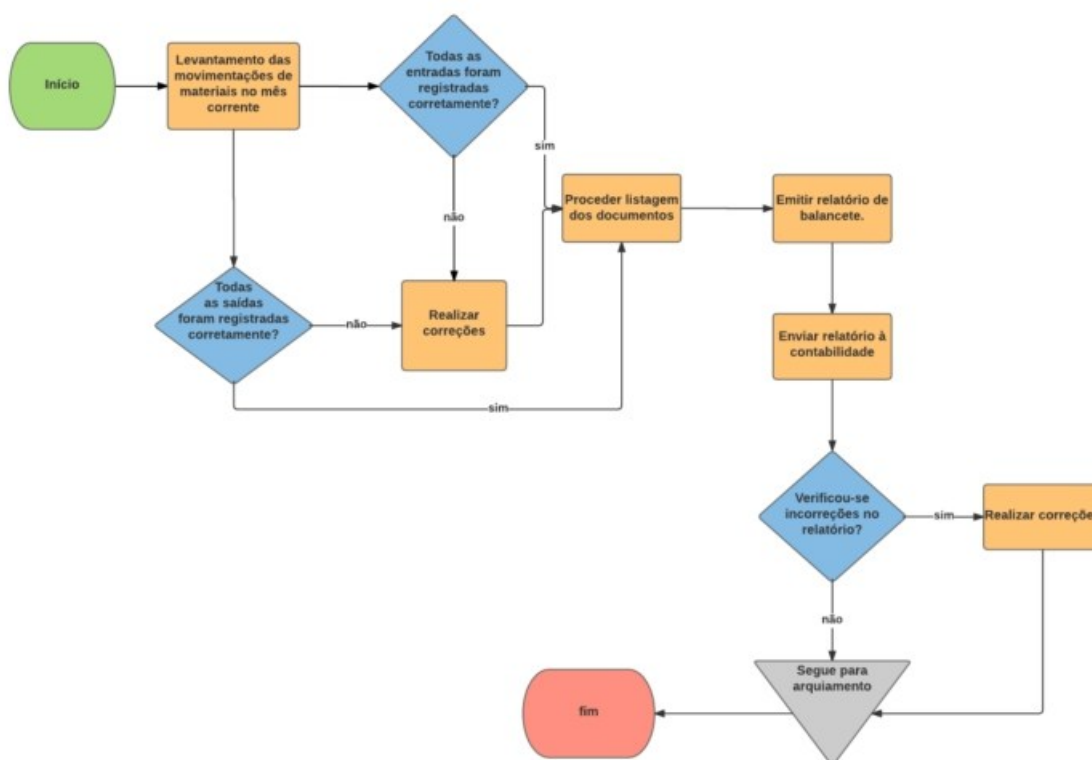 Início
Levantamento das
movimentações de
materiais no mês
corrente
Todas as
entradas foram
registradas
corretamente?
sim
não
Proceder listagem
dos documentos
Emitir relatório de
balancete.
Todas
as saídas
foram registradas
corretamente?
não
Realizar
correções
sim
Enviar relatório à
contabilidade
Verificou-se
incorreções no
relatório?
sim
Realizar correçõe
não
Segue para
arquiamento
fim